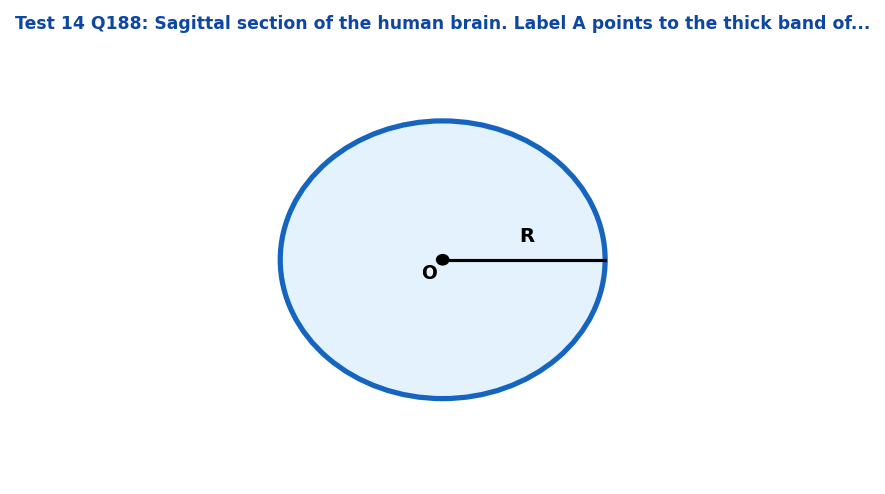 Test 14 Q188: Sagittal section of the human brain. Label A points to the thick band of...
R
O